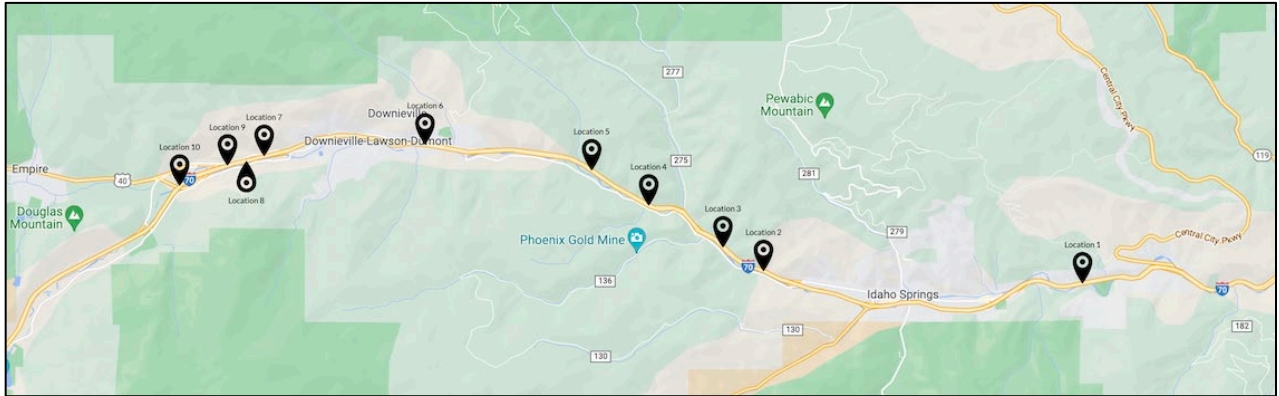 277
Central City Pkwy
Pewabic
Mountain
Location 6
Downieville
Location 7
Location 9
Downieville-Lawson-Dumont
Location 5
Location 10
119
Empire
40
70
Location 4
275
281
Location 8
Douglas
Mountain
Location 3
Phoenix Gold Mine
279
Central City Pkwy
Location 2
Location 1
70
136
Idaho Springs
70
130
182
130